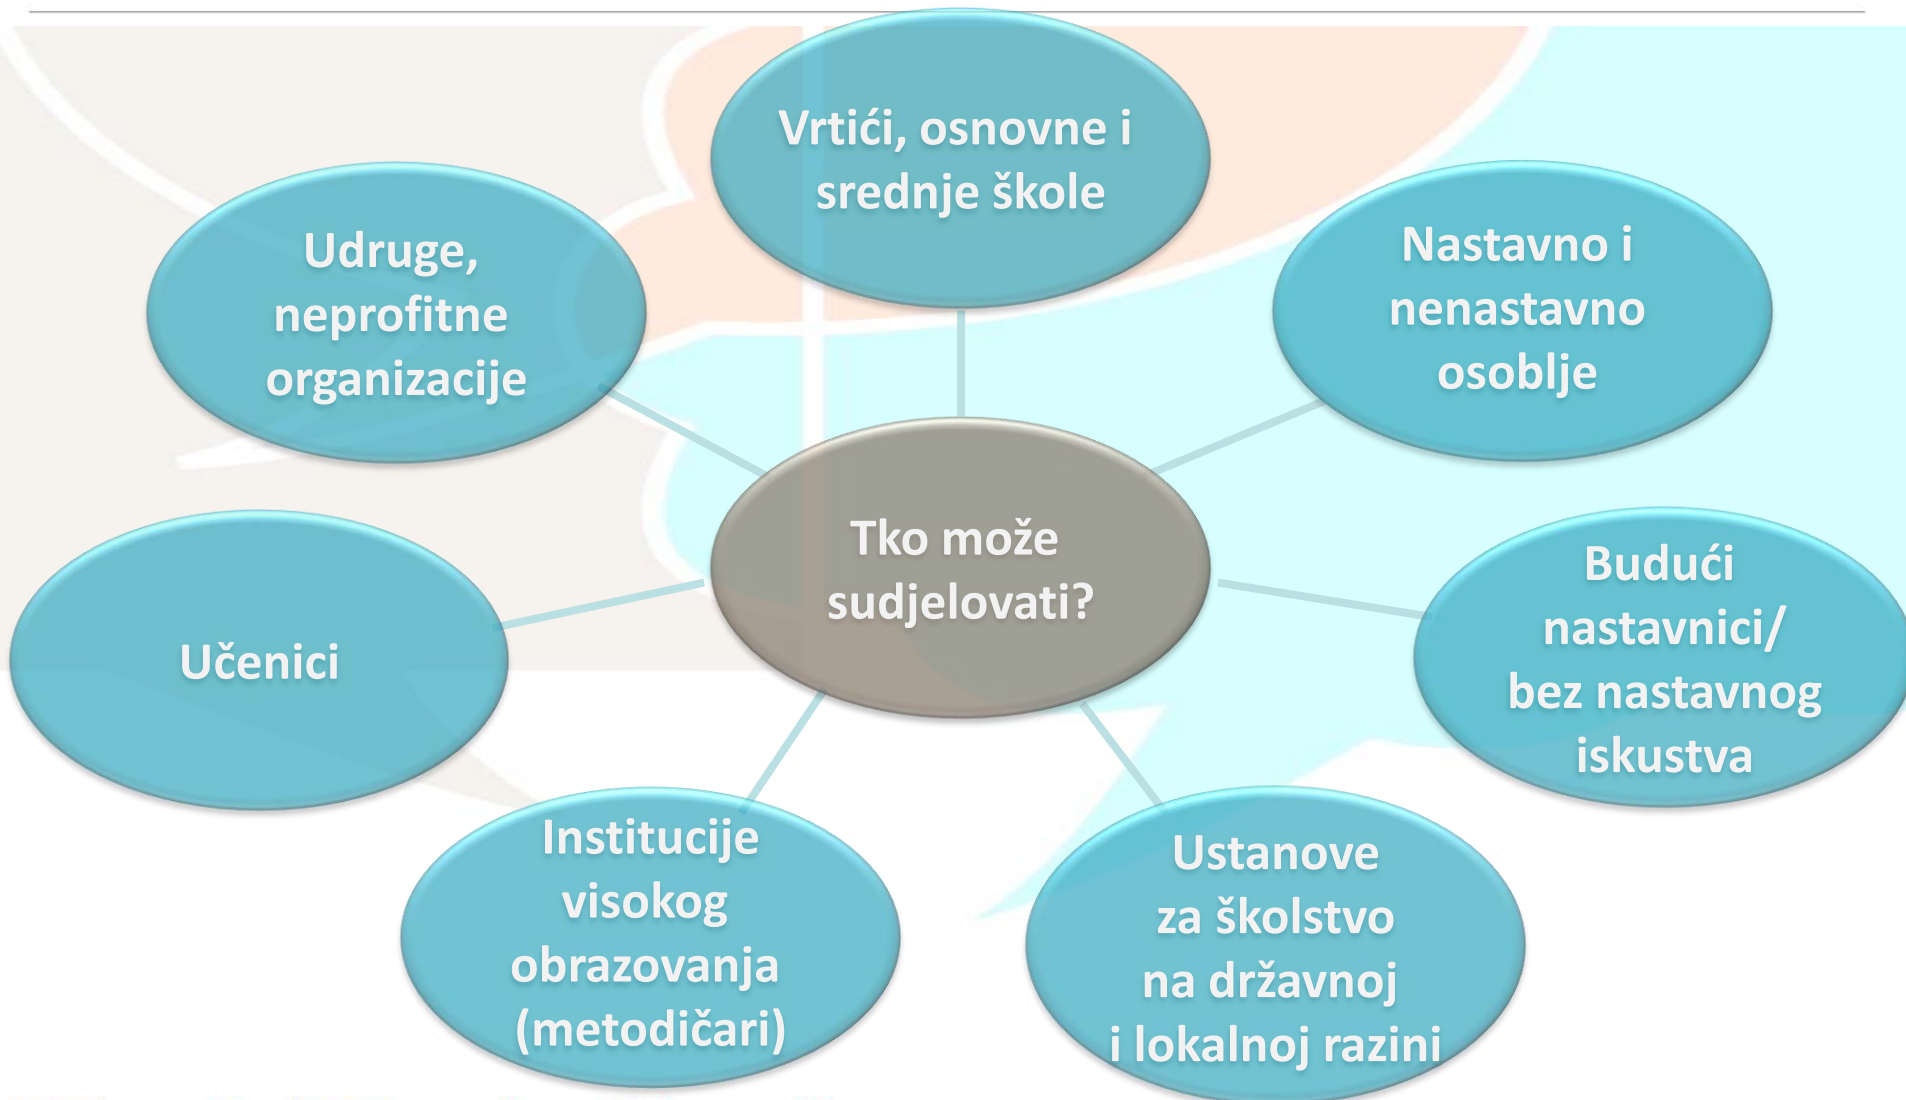 Vrtići, osnovne i
srednje škole
Udruge,
neprofitne
organizacije
Nastavno i
nenastavno
osoblje
Tko može
sudjelovati?
Budući
nastavnici/
bez nastavnog
iskustva
Učenici
Institucije
visokog
obrazovanja
(metodičari)
Ustanove
za školstvo
na državnoj
i lokalnoj razini